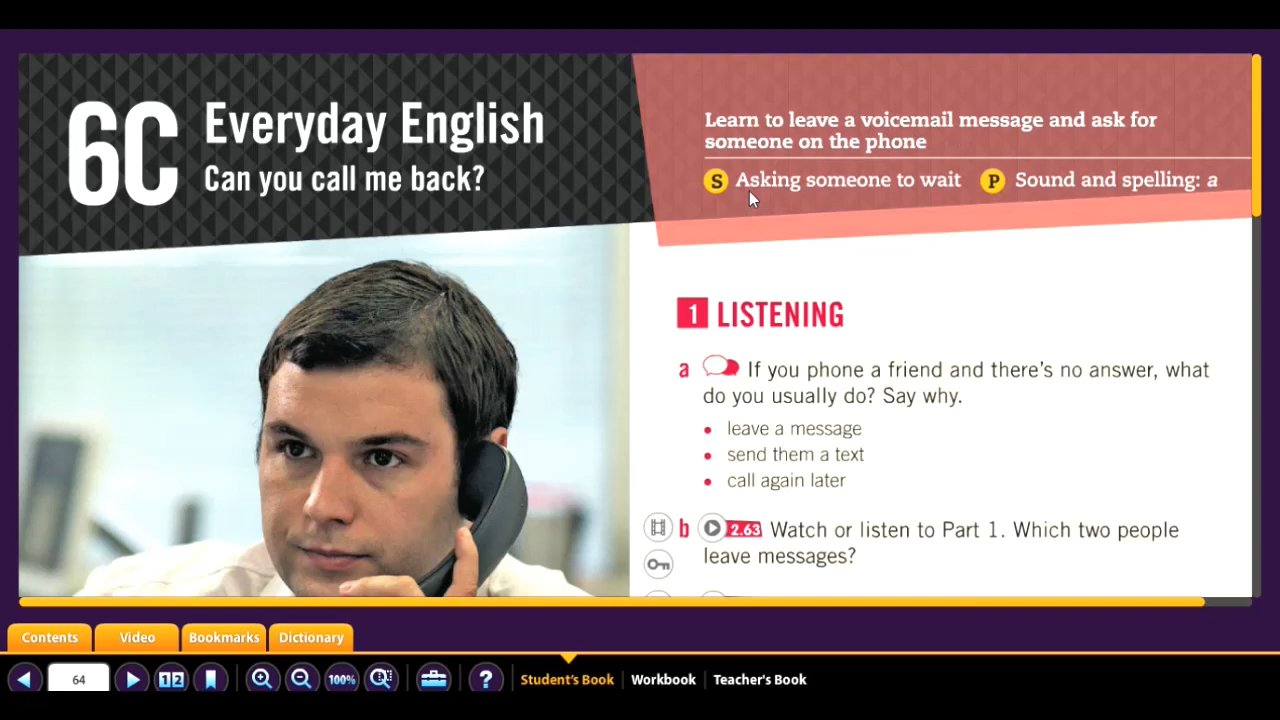 6C
Everyday English
Can you call me back?
Learn to leave a voicemail message and ask for
someone on the phone
S Asking someone to wait P Sound and spelling: a
1 LISTENING
a If you phone a friend and there's no answer, what
do you usually do? Say why.
• leave a message
• send them a text
• call again later
b 2.63 Watch or listen to Part 1. Which two people
leave messages?
Contents Video Bookmarks Dictionary
64 12 100% ? Student's Book Workbook Teacher's Book